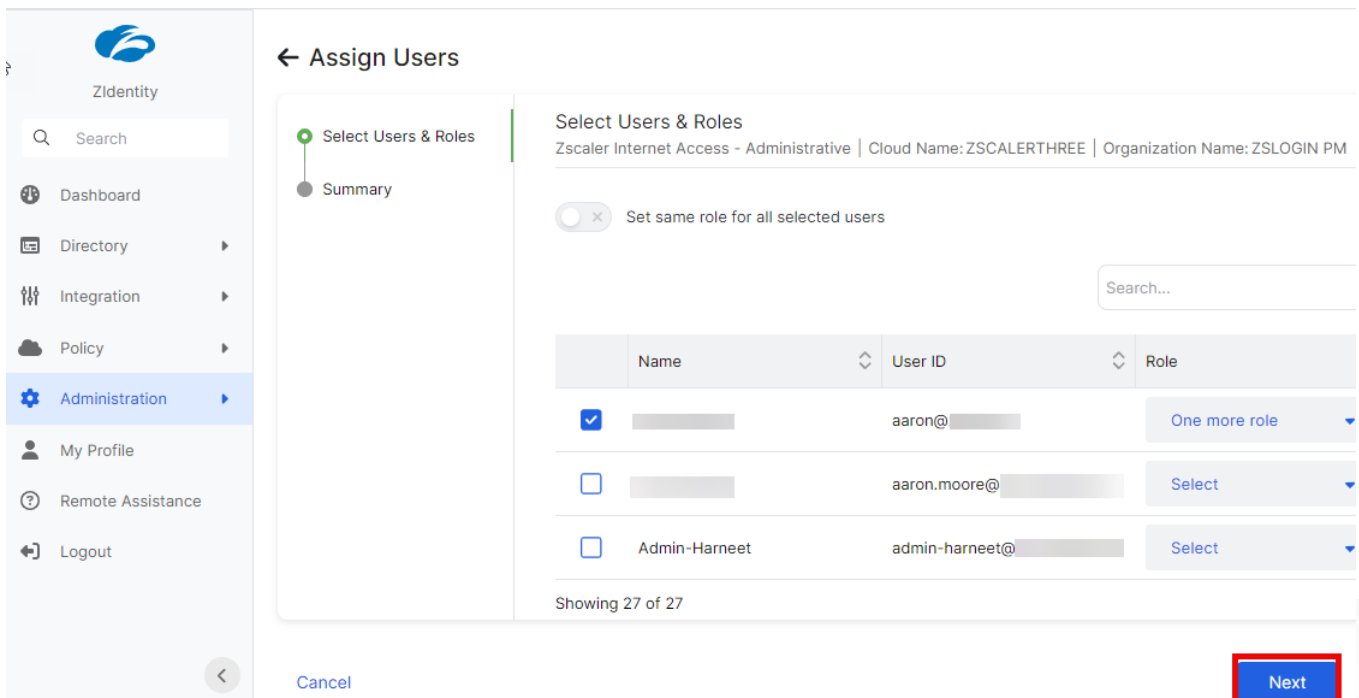 ZIdentity
Search
Dashboard
Directory
Integration
Policy
Administration
My Profile
Remote Assistance
Logout
← Assign Users
Select Users & Roles
Summary
Select Users & Roles
Zscaler Internet Access - Administrative | Cloud Name: ZSCALERTHREE | Organization Name: ZSLOGIN PM
Set same role for all selected users
Search...
Name User ID Role
aaron@ One more role
aaron.moore@ Select
Admin-Harneet admin-harneet@ Select
Showing 27 of 27
Cancel Next